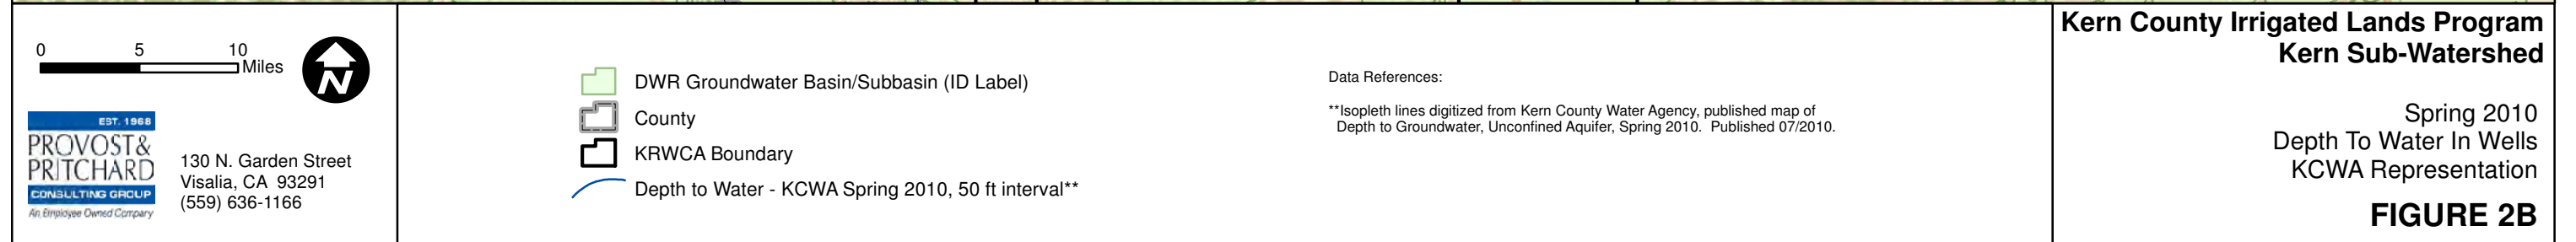 0 5 10
Miles
N
EST. 1968
PROVOST&
PRITCHARD
CONSULTING GROUP
An Employee Owned Company
130 N. Garden Street
Visalia, CA 93291
(559) 636-1166
DWR Groundwater Basin/Subbasin (ID Label)
County
KRWCA Boundary
Depth to Water - KCWA Spring 2010, 50 ft interval**
Data References:
**Isopleth lines digitized from Kern County Water Agency, published map of
Depth to Groundwater, Unconfined Aquifer, Spring 2010. Published 07/2010.
Kern County Irrigated Lands Program
Kern Sub-Watershed
Spring 2010
Depth To Water In Wells
KCWA Representation
FIGURE 2B